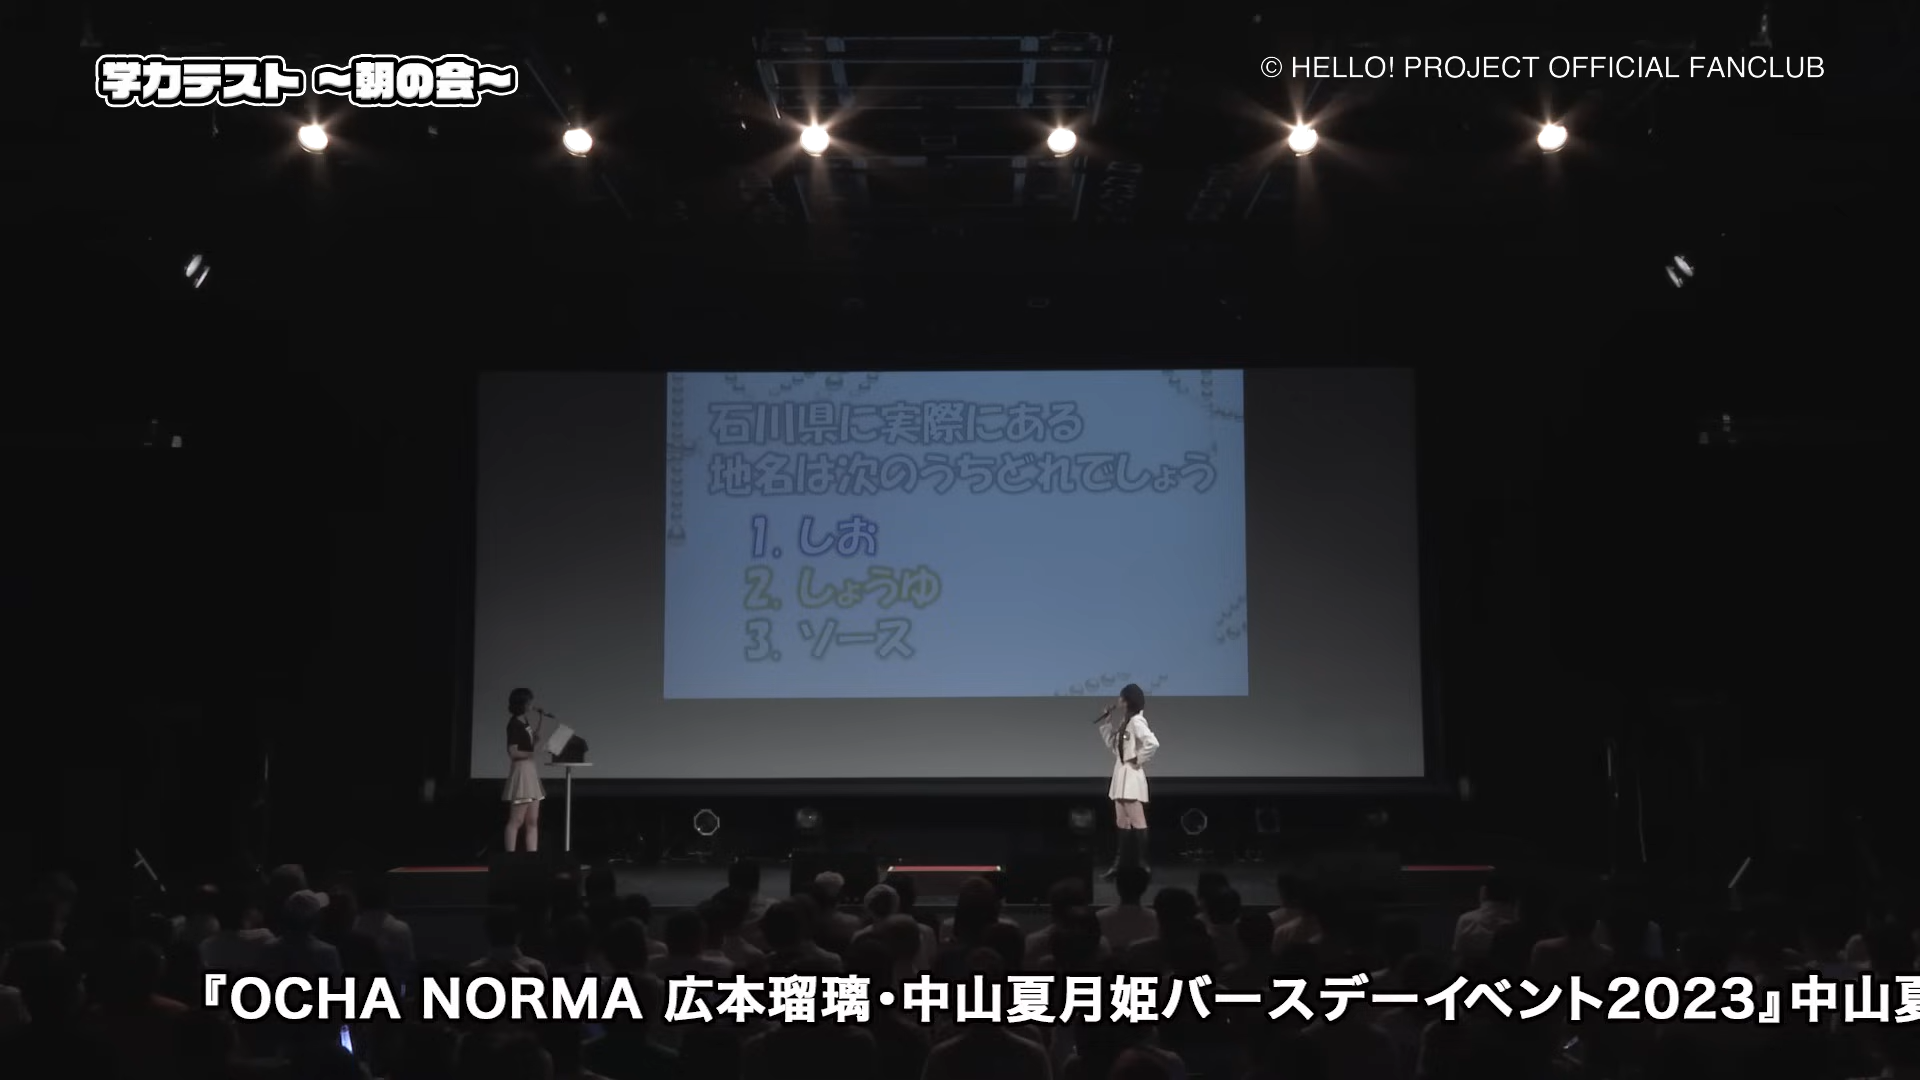 学力テスト ～朝の会～
© HELLO! PROJECT OFFICIAL FANCLUB
石川県に実際にある
地名は次のうちどれでしょう
1. しお
2. しょうゆ
3. ソース
『OCHA NORMA 広本瑠璃・中山夏月姫バースデーイベント2023』中山夏